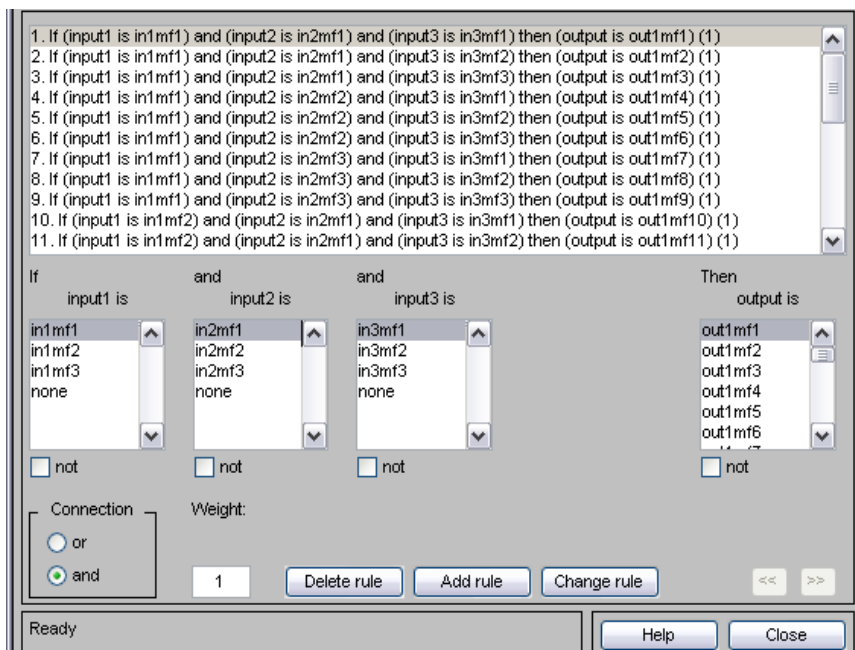 1. If (input1 is in1mf1) and (input2 is in2mf1) and (input3 is in3mf1) then (output is out1mf1) (1)
2. If (input1 is in1mf1) and (input2 is in2mf1) and (input3 is in3mf2) then (output is out1mf2) (1)
3. If (input1 is in1mf1) and (input2 is in2mf1) and (input3 is in3mf3) then (output is out1mf3) (1)
4. If (input1 is in1mf1) and (input2 is in2mf2) and (input3 is in3mf1) then (output is out1mf4) (1)
5. If (input1 is in1mf1) and (input2 is in2mf2) and (input3 is in3mf2) then (output is out1mf5) (1)
6. If (input1 is in1mf1) and (input2 is in2mf2) and (input3 is in3mf3) then (output is out1mf6) (1)
7. If (input1 is in1mf1) and (input2 is in2mf3) and (input3 is in3mf1) then (output is out1mf7) (1)
8. If (input1 is in1mf1) and (input2 is in2mf3) and (input3 is in3mf2) then (output is out1mf8) (1)
9. If (input1 is in1mf1) and (input2 is in2mf3) and (input3 is in3mf3) then (output is out1mf9) (1)
10. If (input1 is in1mf2) and (input2 is in2mf1) and (input3 is in3mf1) then (output is out1mf10) (1)
11. If (input1 is in1mf2) and (input2 is in2mf1) and (input3 is in3mf2) then (output is out1mf11) (1)
If and and Then
input1 is input2 is input3 is output is
in1mf1 in2mf1 in3mf1 out1mf1
in1mf2 in2mf2 in3mf2 out1mf2
in1mf3 in2mf3 in3mf3 out1mf3
none none none out1mf4
out1mf5
out1mf6
not not not not
Connection Weight:
or
and 1 Delete rule Add rule Change rule << >>
Ready Help Close